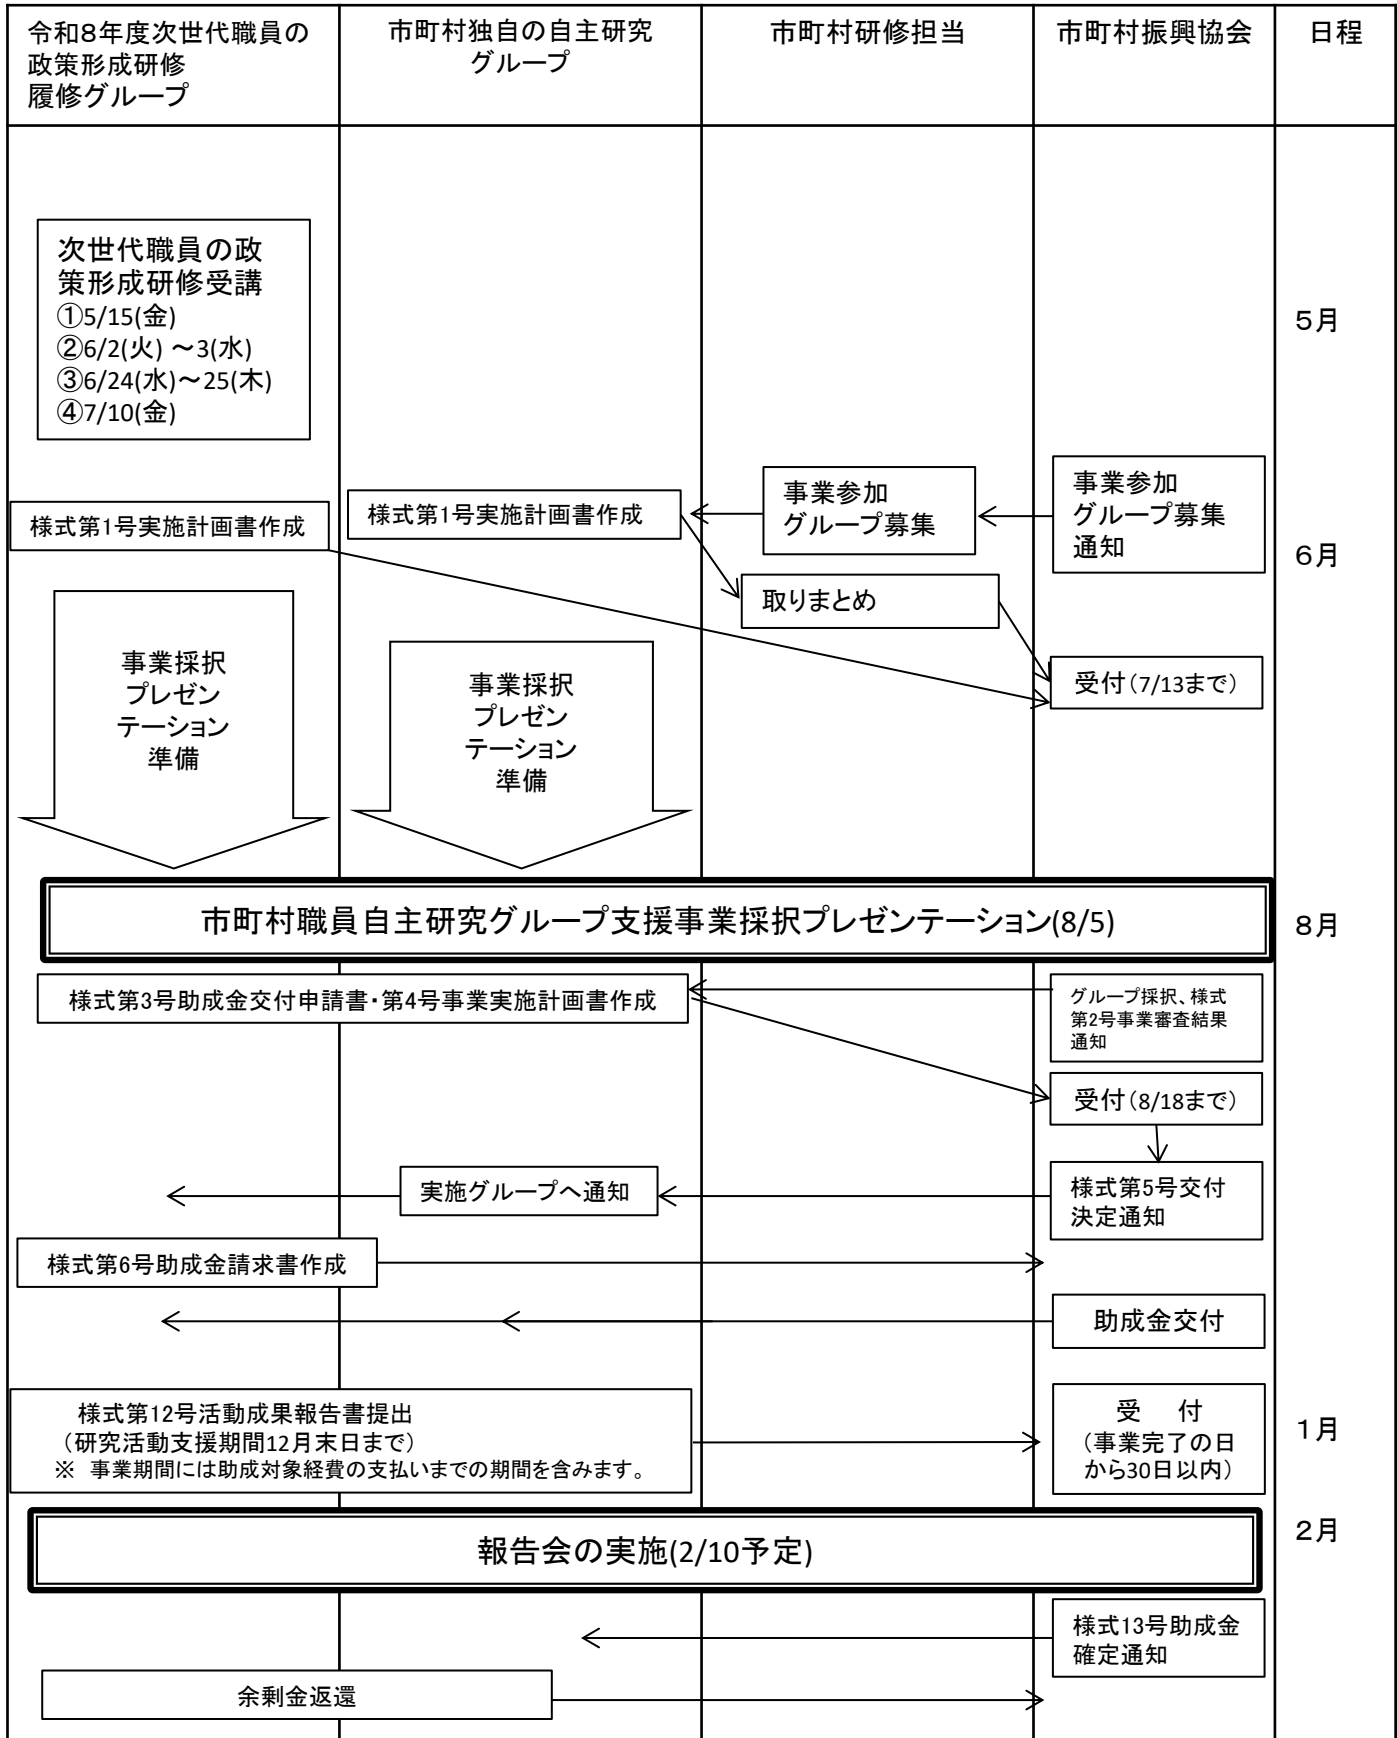 令和８年度次世代職員の
政策形成研修
履修グループ
市町村独自の自主研究
グループ
市町村研修担当
市町村振興協会
日程
次世代職員の政
策形成研修受講
①5/15(金)
②6/2(火) ～3(水)
③6/24(水)～25(木)
④7/10(金)
５月
様式第1号実施計画書作成
様式第1号実施計画書作成
事業参加
グループ募集
事業参加
グループ募集
通知
６月
取りまとめ
受付（7/13まで）
事業採択
プレゼン
テーション
準備
事業採択
プレゼン
テーション
準備
市町村職員自主研究グループ支援事業採択プレゼンテーション(8/5)
８月
様式第3号助成金交付申請書・第4号事業実施計画書作成
グループ採択、様式
第2号事業審査結果
通知
受付（8/18まで）
実施グループへ通知
様式第5号交付
決定通知
様式第6号助成金請求書作成
助成金交付
様式第12号活動成果報告書提出
（研究活動支援期間12月末日まで）
※　事業期間には助成対象経費の支払いまでの期間を含みます。
受　付
（事業完了の日
から30日以内）
１月
報告会の実施(2/10予定)
２月
様式13号助成金
確定通知
余剰金返還